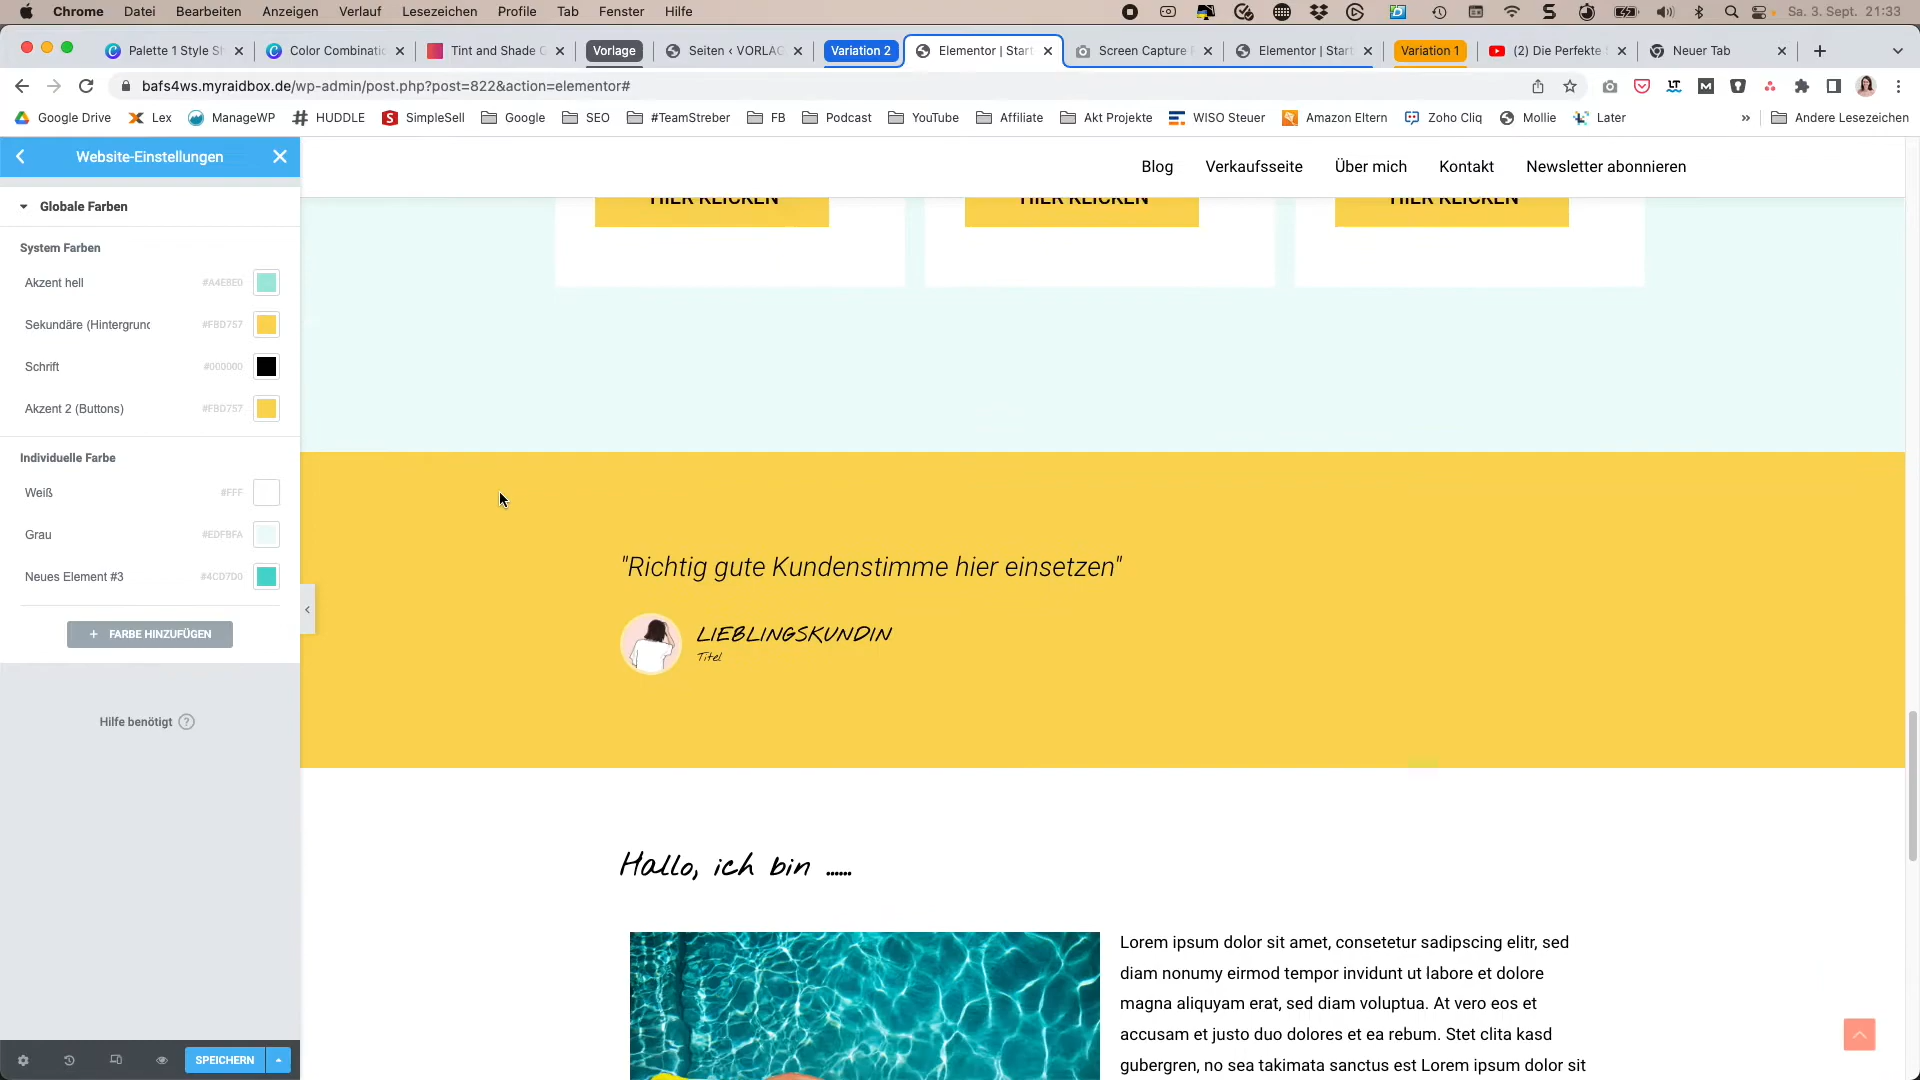 Chrome Datei Bearbeiten Anzeigen Verlauf Lesezeichen Profile Tab Fenster Hilfe Sa. 3. Sept. 21:33
Palette 1 Style S Color Combinati Tint and Shade G Vorlage Seiten ‹ VORLAG Variation 2 Elementor | Start Screen Capture Elementor | Start Variation 1 (2) Die Perfekte Neuer Tab
bafs4ws.myraidbox.de/wp-admin/post.php?post=822&action=elementor#
Google Drive Lex ManageWP HUDDLE SimpleSell Google SEO #TeamStreber FB Podcast YouTube Affiliate Akt Projekte WISO Steuer Amazon Eltern Zoho Cliq Mollie Later » Andere Lesezeichen
Website-Einstellungen
Blog Verkaufsseite Über mich Kontakt Newsletter abonnieren
HIER KLICKEN HIER KLICKEN HIER KLICKEN
Globale Farben
System Farben
Akzent hell #A4E8E0
Sekundäre (Hintergrund #FBD757
Schrift #000000
Akzent 2 (Buttons) #FBD757
Individuelle Farbe
Weiß #FFF
Grau #EDFBFA
Neues Element #3 #4CD7D0
+ FARBE HINZUFÜGEN
Hilfe benötigt ?
SPEICHERN
"Richtig gute Kundenstimme hier einsetzen"
LIEBLINGSKUNDIN
Titel
Hallo, ich bin ......
Lorem ipsum dolor sit amet, consetetur sadipscing elitr, sed
diam nonumy eirmod tempor invidunt ut labore et dolore
magna aliquyam erat, sed diam voluptua. At vero eos et
accusam et justo duo dolores et ea rebum. Stet clita kasd
gubergren, no sea takimata sanctus est Lorem ipsum dolor sit